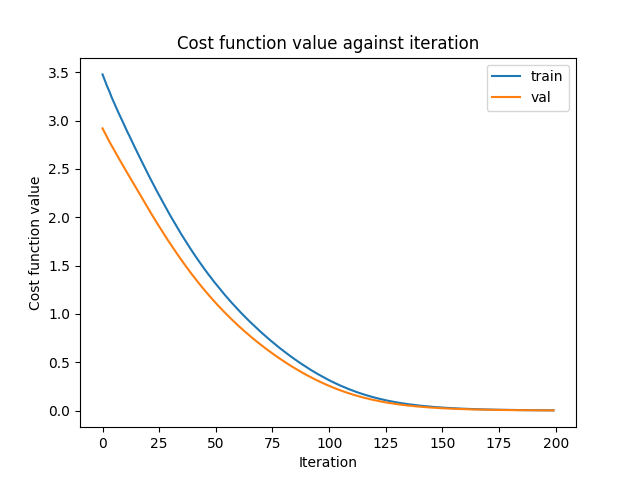 Cost function value against iteration
train
val
3.5
3.0
2.5
2.0
1.5
1.0
0.5
0.0
Cost function value
0 25 50 75 100 125 150 175 200
Iteration